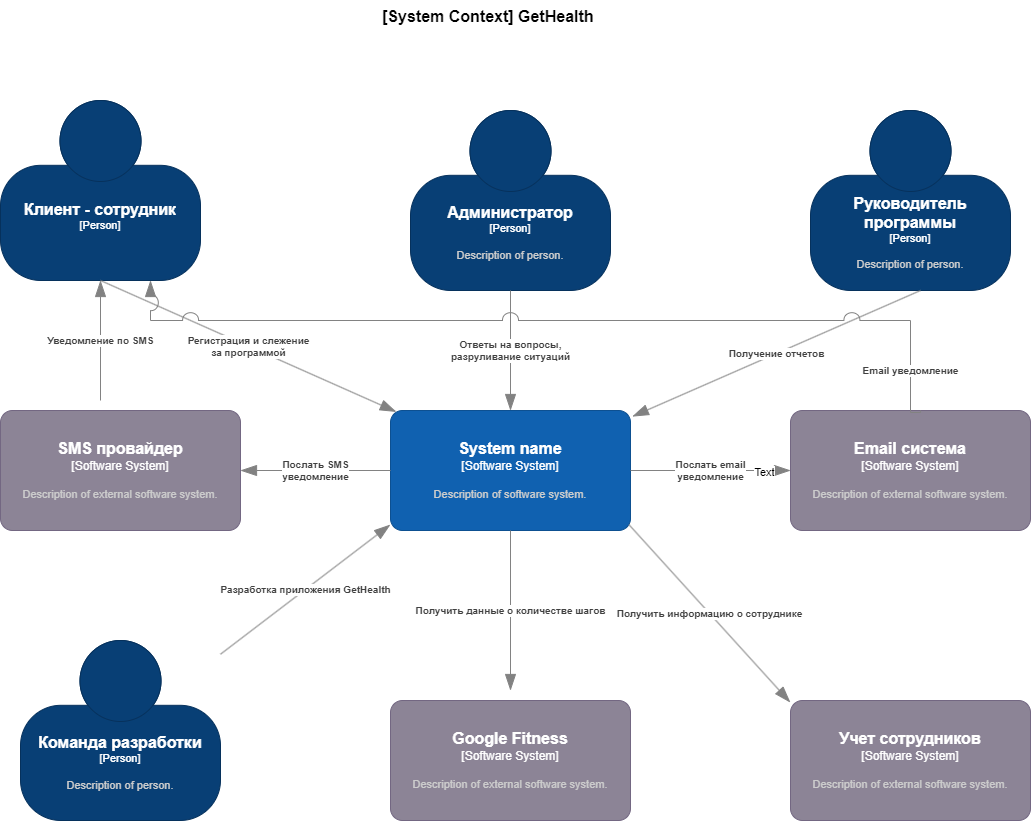 [System Context] GetHealth
Клиент - сотрудник
[Person]
Администратор
[Person]
Description of person.
Руководитель
программы
[Person]
Description of person.
Уведомление по SMS
Регистрация и слежение
за программой
Ответы на вопросы,
разруливание ситуаций
Получение отчетов
Email уведомление
SMS провайдер
[Software System]
Description of external software system.
Послать SMS
уведомление
System name
[Software System]
Description of software system.
Послать email
уведомление
Text
Email система
[Software System]
Description of external software system.
Разработка приложения GetHealth
Получить данные о количестве шагов
Получить информацию о сотруднике
Команда разработки
[Person]
Description of person.
Google Fitness
[Software System]
Description of external software system.
Учет сотрудников
[Software System]
Description of external software system.